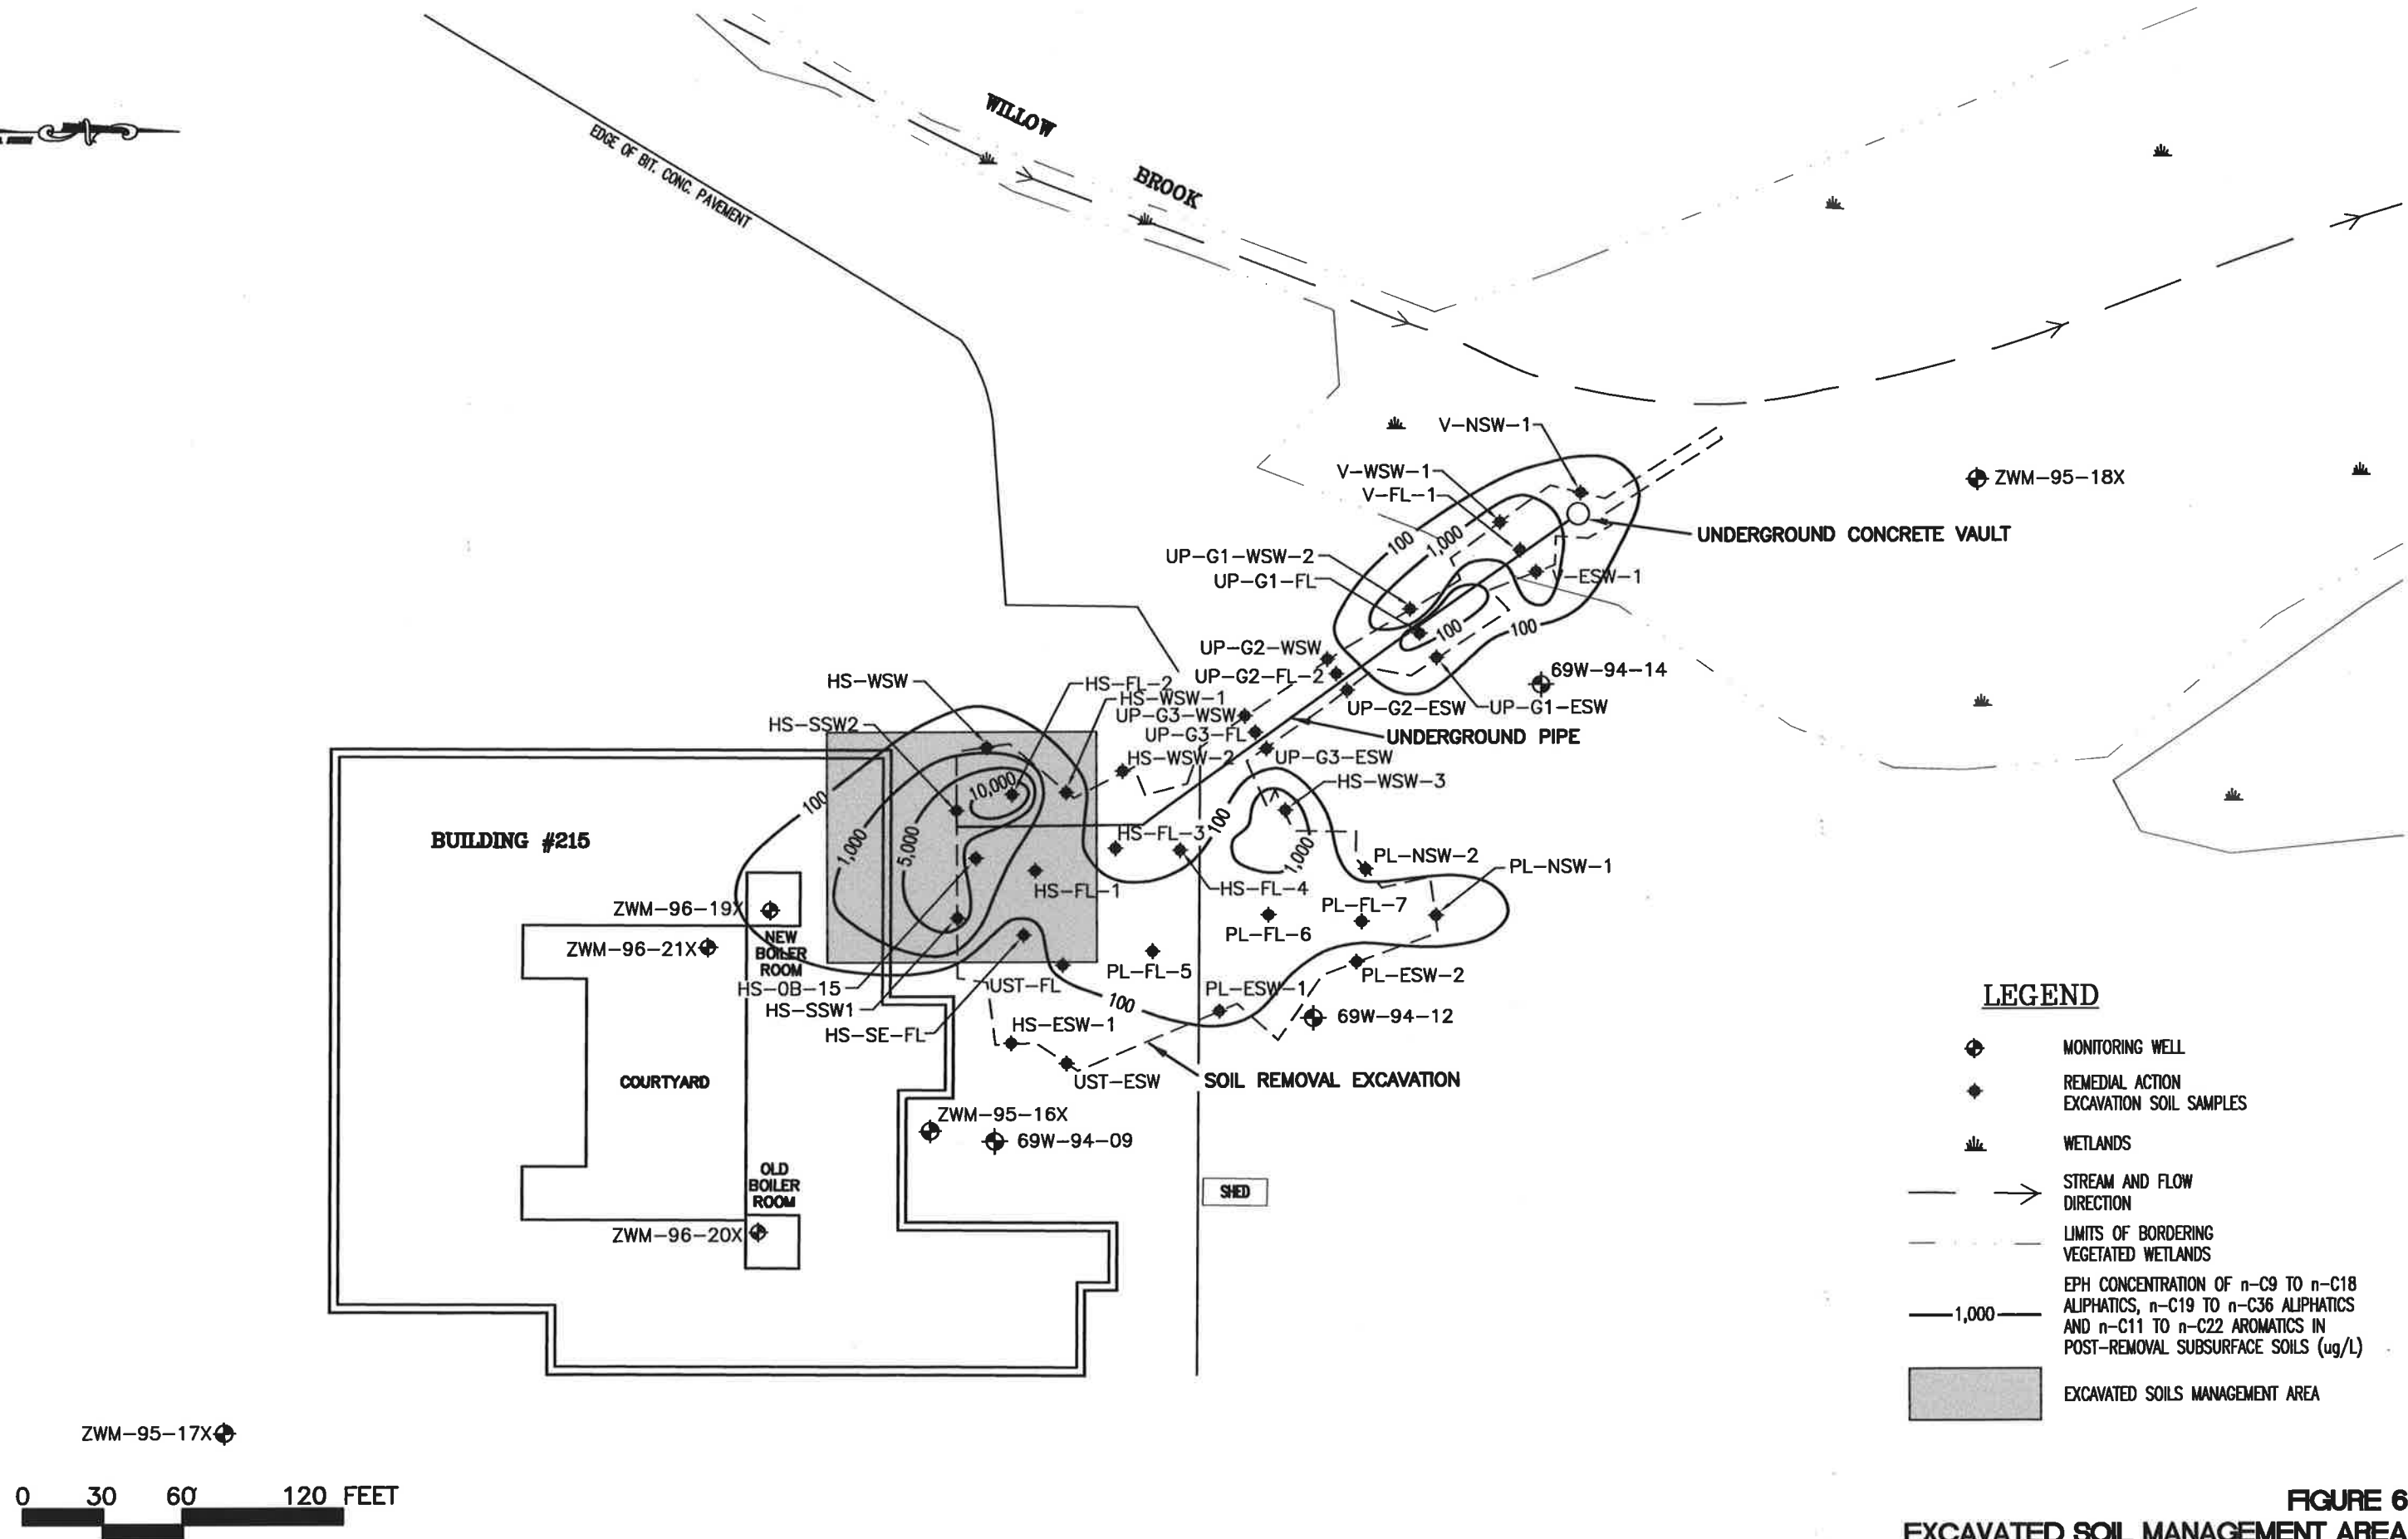 WILLOW
BROOK
EDGE OF BIT. CONC. PAVEMENT
V-NSW-1
V-WSW-1
V-FL-1
ZWM-95-18X
UNDERGROUND CONCRETE VAULT
100
1,000
UP-G1-WSW-2
UP-G1-FL
V-ESW-1
100
100
UP-G2-WSW
UP-G2-FL-2
69W-94-14
UP-G2-ESW
UP-G1-ESW
HS-WSW
HS-FL-2
HS-WSW-1
UP-G3-WSW
HS-SSW2
UP-G3-FL
UNDERGROUND PIPE
HS-WSW-2
UP-G3-ESW
HS-WSW-3
10,000
100
100
HS-FL-3
BUILDING #215
1,000
5,000
1,000
PL-NSW-2
PL-NSW-1
HS-FL-1
HS-FL-4
PL-FL-7
ZWM-96-19X
PL-FL-6
NEW
BOILER
ROOM
ZWM-96-21X
PL-FL-5
PL-ESW-2
HS-OB-15
UST-FL
PL-ESW-1
100
HS-SSW1
69W-94-12
HS-ESW-1
HS-SE-FL
COURTYARD
UST-ESW
SOIL REMOVAL EXCAVATION
ZWM-95-16X
69W-94-09
OLD
BOILER
ROOM
SHED
ZWM-96-20X
LEGEND
MONITORING WELL
REMEDIAL ACTION
EXCAVATION SOIL SAMPLES
WETLANDS
STREAM AND FLOW
DIRECTION
LIMITS OF BORDERING
VEGETATED WETLANDS
1,000
EPH CONCENTRATION OF n-C9 TO n-C18
ALIPHATICS, n-C19 TO n-C36 ALIPHATICS
AND n-C11 TO n-C22 AROMATICS IN
POST-REMOVAL SUBSURFACE SOILS (ug/L)
EXCAVATED SOILS MANAGEMENT AREA
ZWM-95-17X
0 30 60 120 FEET
FIGURE 6
EXCAVATED SOIL MANAGEMENT AREA